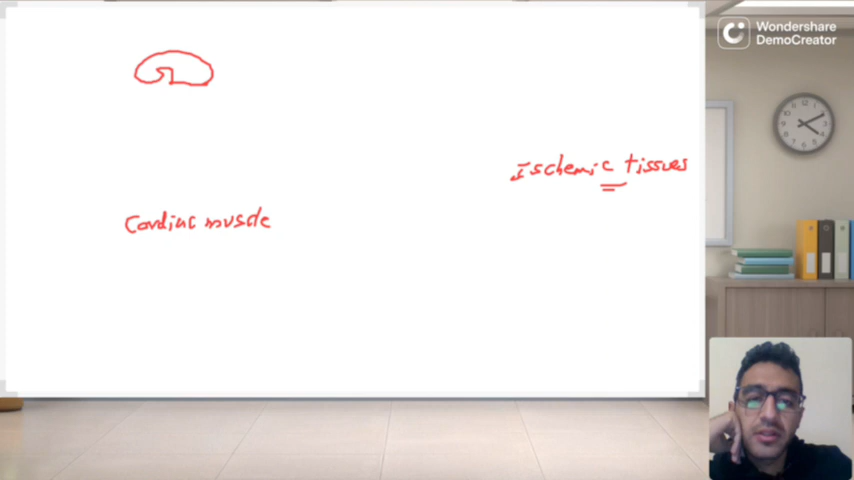 Wondershare
DemoCreator
Ischemic tissues
Cardiac muscle